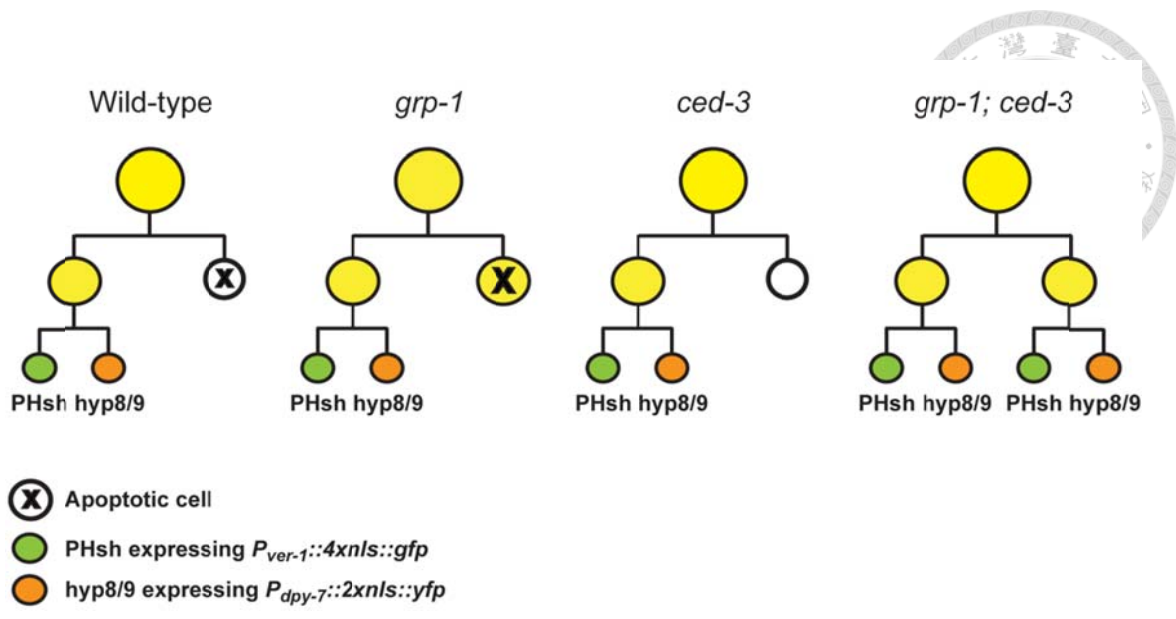 灣 臺
Wild-type grp-1 ced-3 grp-1; ced-3
X X
PHsh hyp8/9 PHsh hyp8/9 PHsh hyp8/9 PHsh hyp8/9 PHsh hyp8/9
X Apoptotic cell
PHsh expressing Pver-1::4xnls::gfp
hyp8/9 expressing Pdpy-7::2xnls::yfp